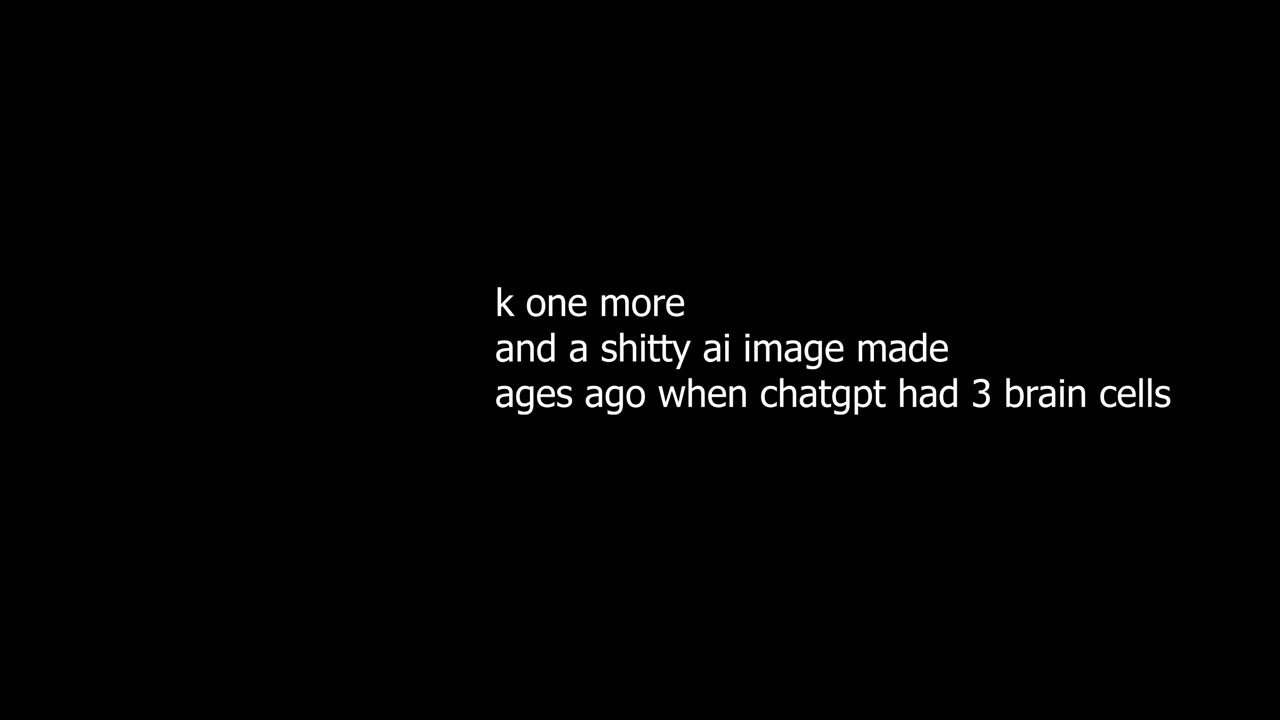 k one more
and a shitty ai image made
ages ago when chatgpt had 3 brain cells